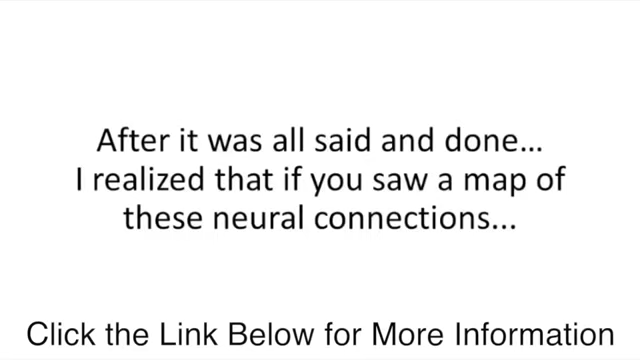 After it was all said and done...
I realized that if you saw a map of
these neural connections...
Click the Link Below for More Information